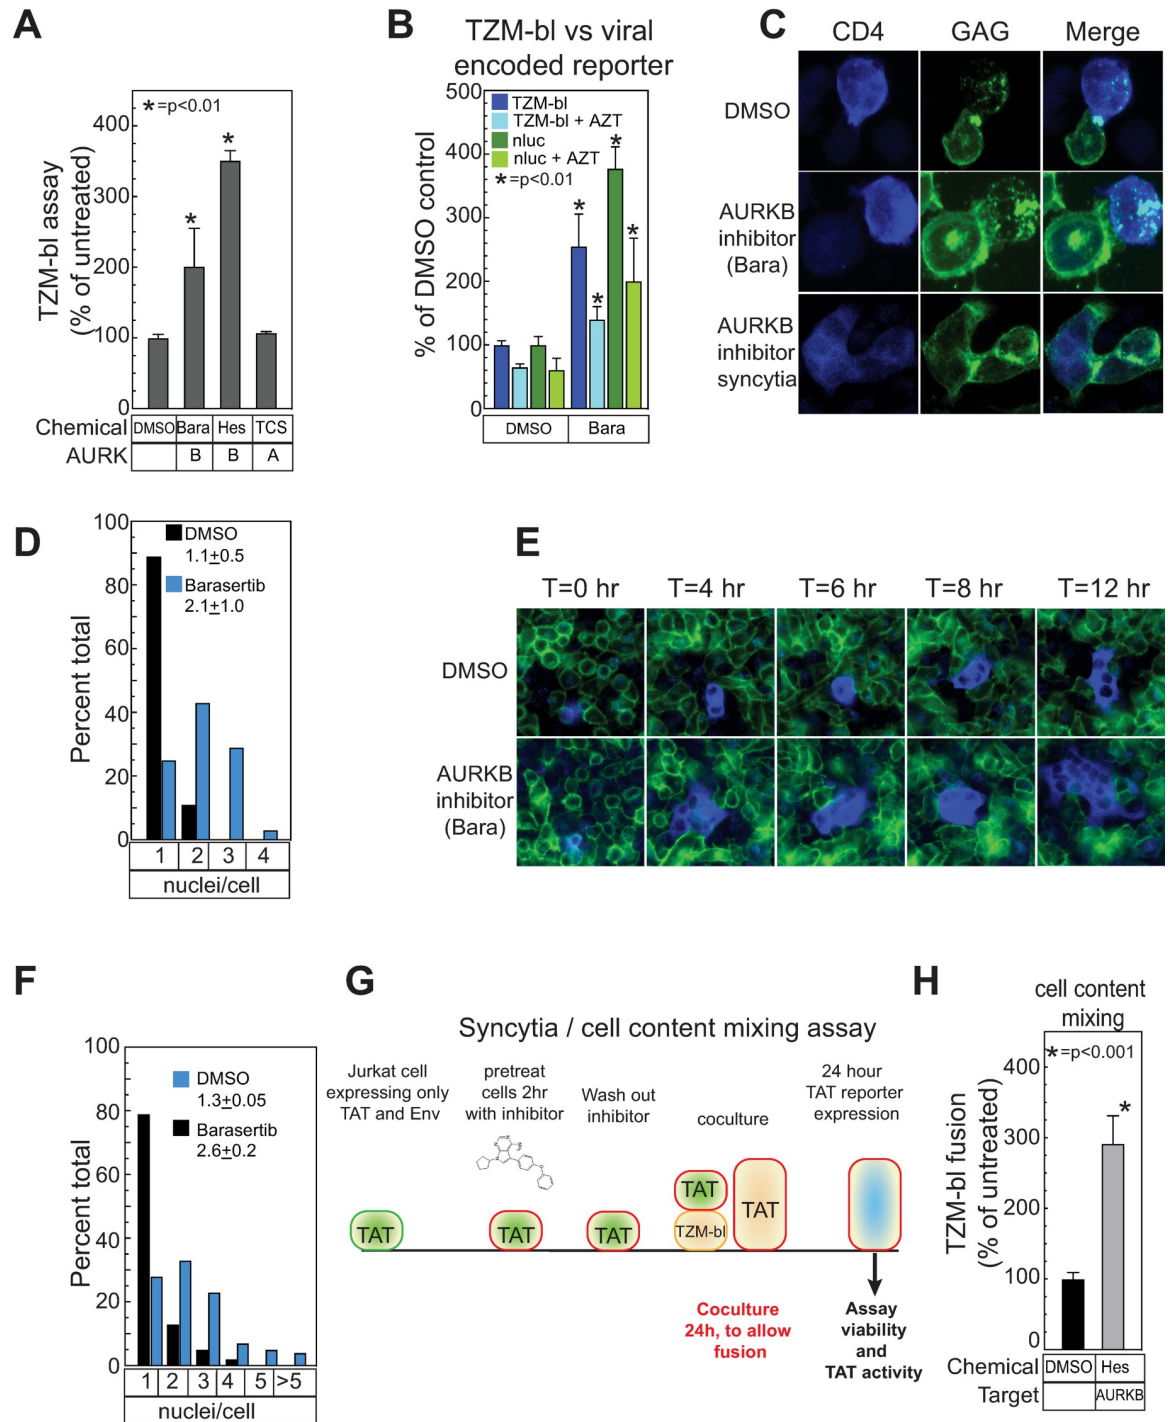 A
*=p<0.01
TZM-bl assay
(% of untreated)
400
300
200
100
0
*
*
Chemical DMSO Bara Hes TCS
AURK B B A
B
TZM-bl vs viral
encoded reporter
% of DMSO control
500
400
300
200
100
0
TZM-bl
TZM-bl + AZT
nluc
nluc + AZT
*=p<0.01
*
*
*
*
DMSO Bara
C
CD4 GAG Merge
DMSO
AURKB
inhibitor
(Bara)
AURKB
inhibitor
syncytia
D
Percent total
100
80
60
40
20
0
DMSO
1.1±0.5
Barasertib
2.1±1.0
1 2 3 4
nuclei/cell
E
T=0 hr T=4 hr T=6 hr T=8 hr T=12 hr
DMSO
AURKB
inhibitor
(Bara)
F
Percent total
100
80
60
40
20
0
DMSO
1.3±0.05
Barasertib
2.6±0.2
1 2 3 4 5 >5
nuclei/cell
G
Syncytia / cell content mixing assay
Jurkat cell
expressing only
TAT and Env
pretreat
cells 2hr
with inhibitor
Wash out
inhibitor
coculture
24 hour
TAT reporter
expression
TAT
TAT
TAT
TAT
TZM-bl
TAT
Coculture
24h, to allow
fusion
Assay
viability
and
TAT activity
H
cell content
mixing
*=p<0.001
TZM-bl fusion
(% of untreated)
400
300
200
100
0
*
Chemical DMSO Hes
Target AURKB